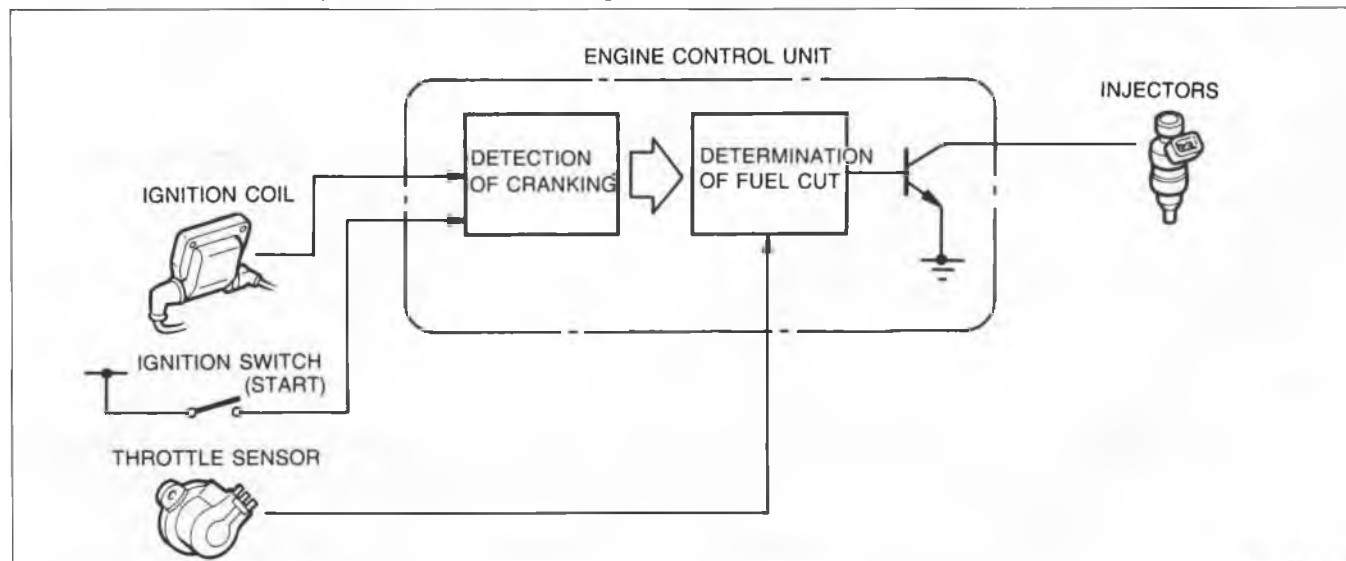 ENGINE CONTROL UNIT
INJECTORS
DETECTION
OF CRANKING
DETERMINATION
OF FUEL CUT
IGNITION COIL
IGNITION SWITCH
(START)
THROTTLE SENSOR